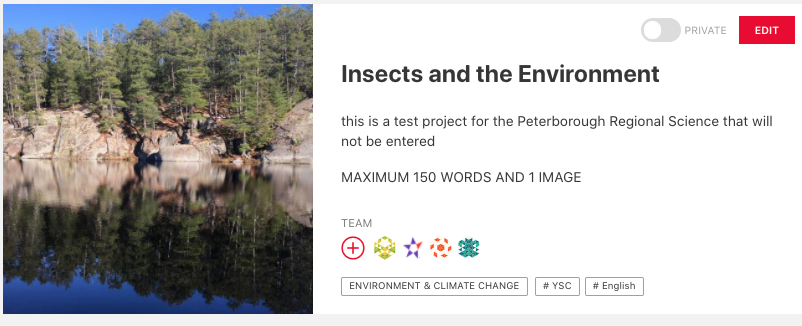 PRIVATE
EDIT
Insects and the Environment
this is a test project for the Peterborough Regional Science that will
not be entered
MAXIMUM 150 WORDS AND 1 IMAGE
TEAM
ENVIRONMENT & CLIMATE CHANGE
# YSC
# English